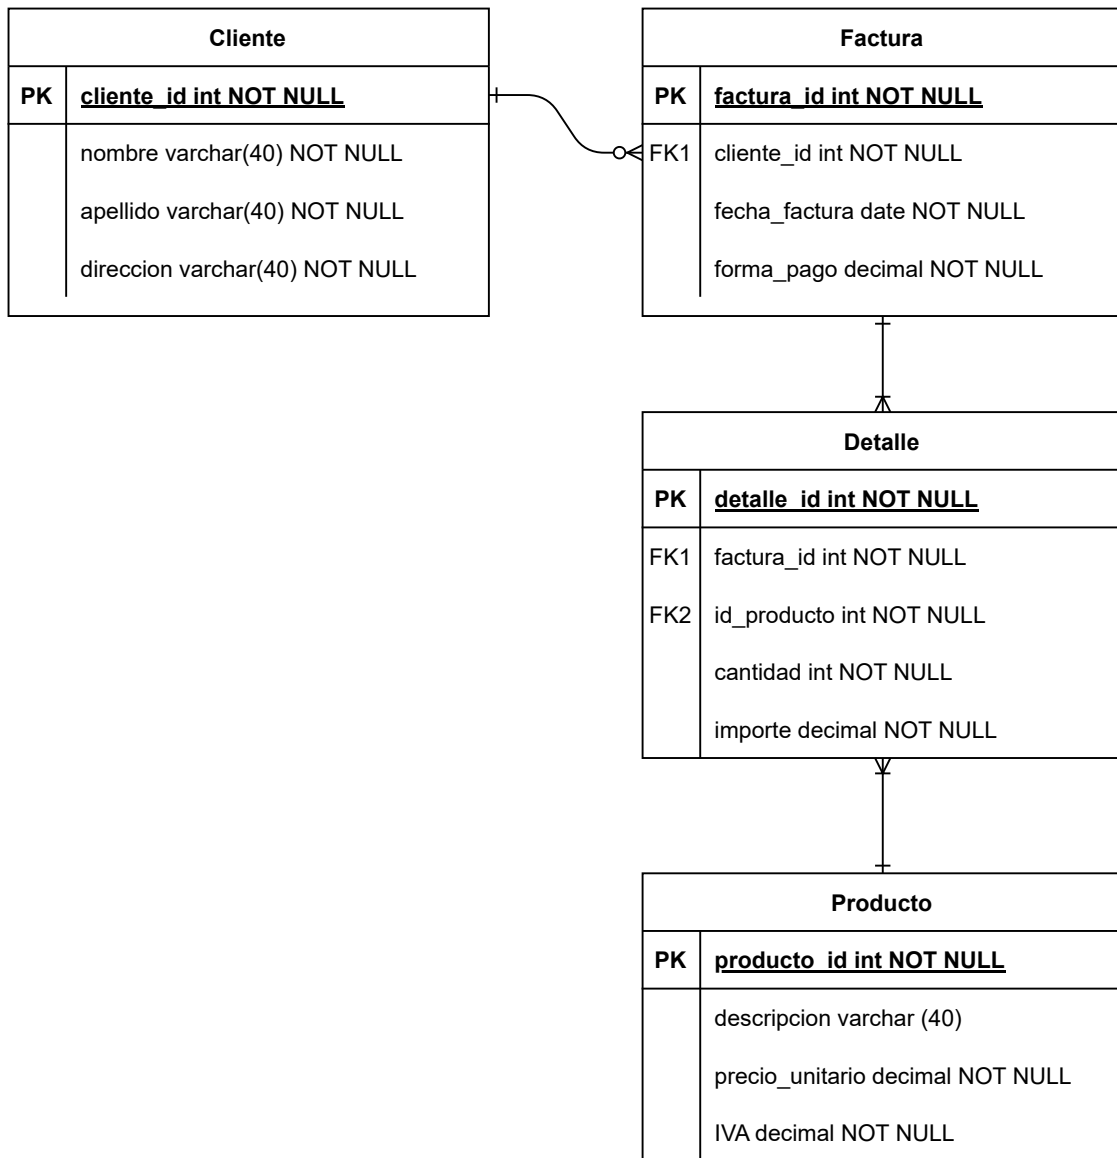 Cliente
PK cliente_id int NOT NULL
nombre varchar(40) NOT NULL
apellido varchar(40) NOT NULL
direccion varchar(40) NOT NULL
Factura
PK factura_id int NOT NULL
FK1 cliente_id int NOT NULL
fecha_factura date NOT NULL
forma_pago decimal NOT NULL
Detalle
PK detalle_id int NOT NULL
FK1 factura_id int NOT NULL
FK2 id_producto int NOT NULL
cantidad int NOT NULL
importe decimal NOT NULL
Producto
PK producto_id int NOT NULL
descripcion varchar (40)
precio_unitario decimal NOT NULL
IVA decimal NOT NULL